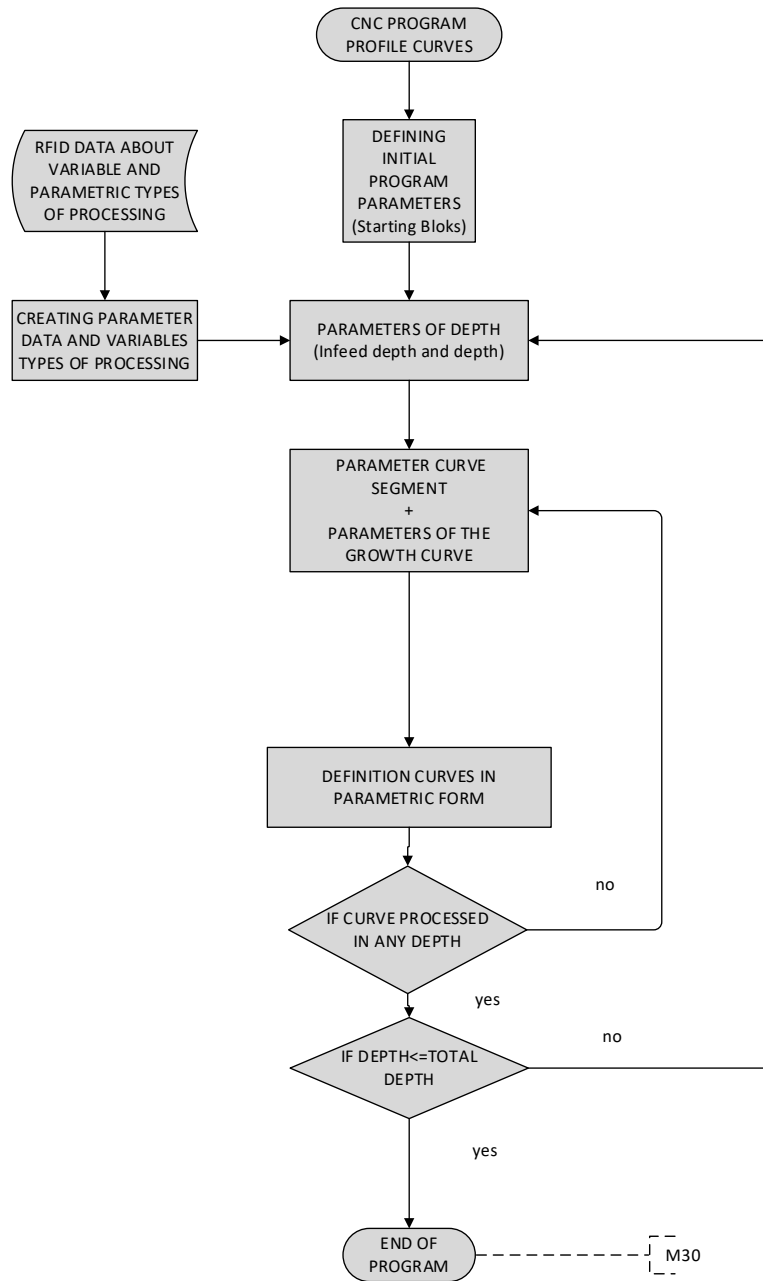 CNC PROGRAM
PROFILE CURVES
RFID DATA ABOUT
VARIABLE AND
PARAMETRIC TYPES
OF PROCESSING
DEFINING
INITIAL
PROGRAM
PARAMETERS
(Starting Bloks)
CREATING PARAMETER
DATA AND VARIABLES
TYPES OF PROCESSING
PARAMETERS OF DEPTH
(Infeed depth and depth)
PARAMETER CURVE
SEGMENT
+
PARAMETERS OF THE
GROWTH CURVE
DEFINITION CURVES IN
PARAMETRIC FORM
IF CURVE PROCESSED
IN ANY DEPTH
no
yes
IF DEPTH<=TOTAL
DEPTH
no
yes
END OF
PROGRAM
M30